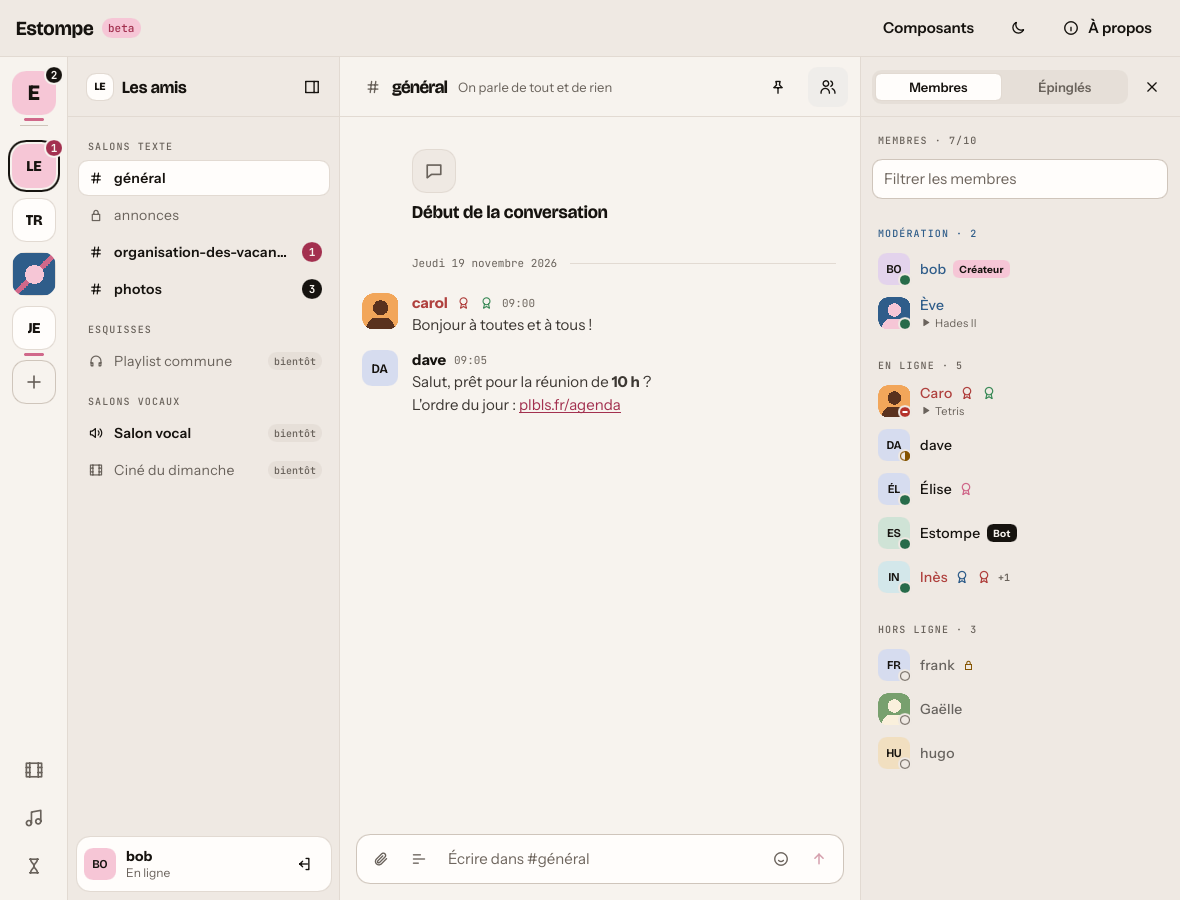 Estompe beta
Composants
À propos
E 2
LE 1
TR
JE
LE Les amis
SALONS TEXTE
# général
annonces
# organisation-des-vacan... 1
# photos 3
ESQUISSES
Playlist commune bientôt
SALONS VOCAUX
Salon vocal bientôt
Ciné du dimanche bientôt
BO bob
En ligne
# général On parle de tout et de rien
Début de la conversation
Jeudi 19 novembre 2026
carol 09:00
Bonjour à toutes et à tous !
DA dave 09:05
Salut, prêt pour la réunion de 10 h ?
L'ordre du jour : plbls.fr/agenda
Écrire dans #général
Membres Épinglés
MEMBRES · 7/10
Filtrer les membres
MODÉRATION · 2
BO bob Créateur
Ève
Hades II
EN LIGNE · 5
Caro
Tetris
DA dave
ÉL Élise
ES Estompe Bot
IN Inès +1
HORS LIGNE · 3
FR frank
Gaëlle
HU hugo